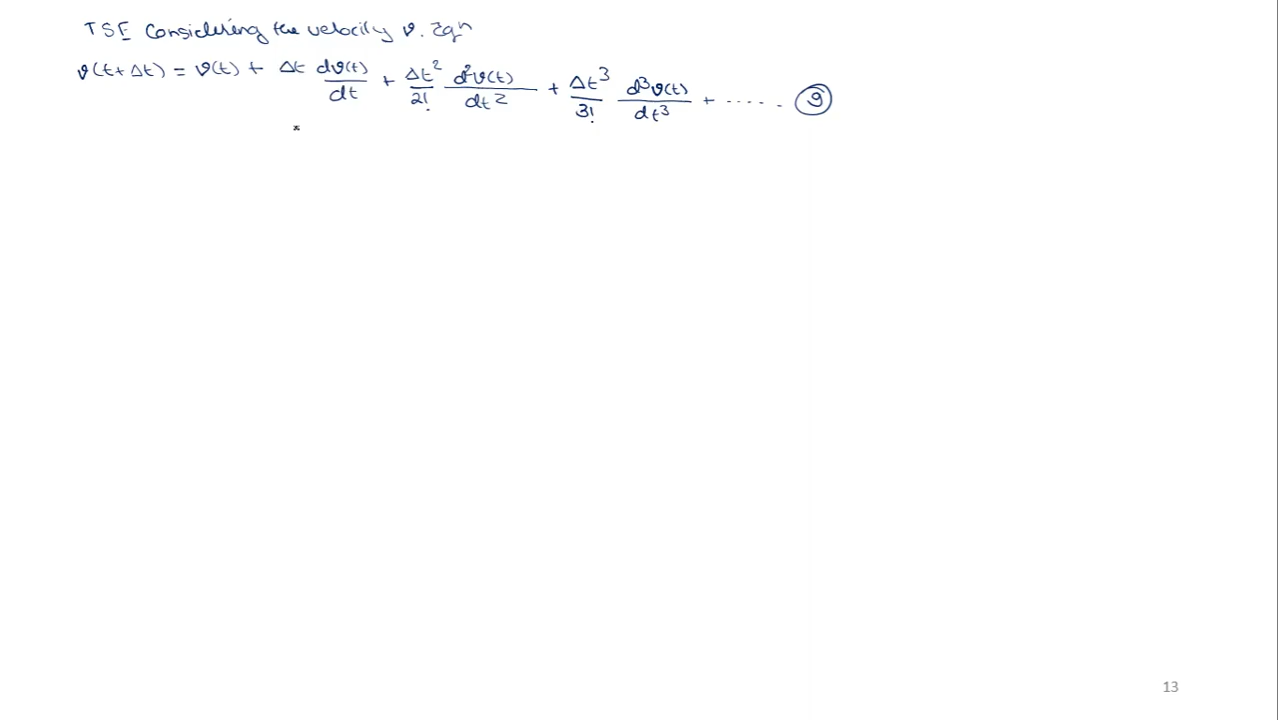 TSE Considering the velocity v. Eqn
v(t+Δt) = v(t) + Δt dv(t)/dt + Δt²/2! d²v(t)/dt² + Δt³/3! d³v(t)/dt³ + ..... ⑨
13